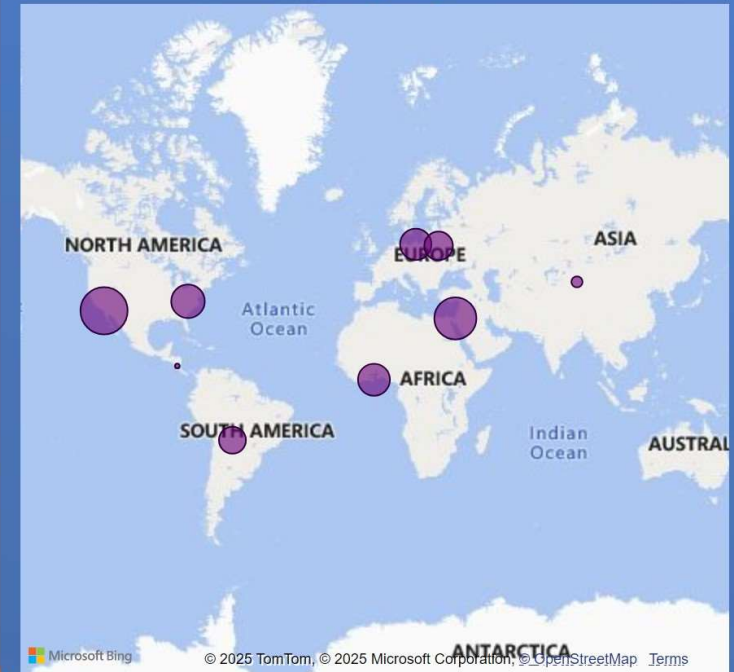 NORTH AMERICA
EUROPE
ASIA
Atlantic
Ocean
AFRICA
SOUTH AMERICA
Indian
Ocean
AUSTRAL
ANTARCTICA
Microsoft Bing
© 2025 TomTom, © 2025 Microsoft Corporation, © OpenStreetMap Terms